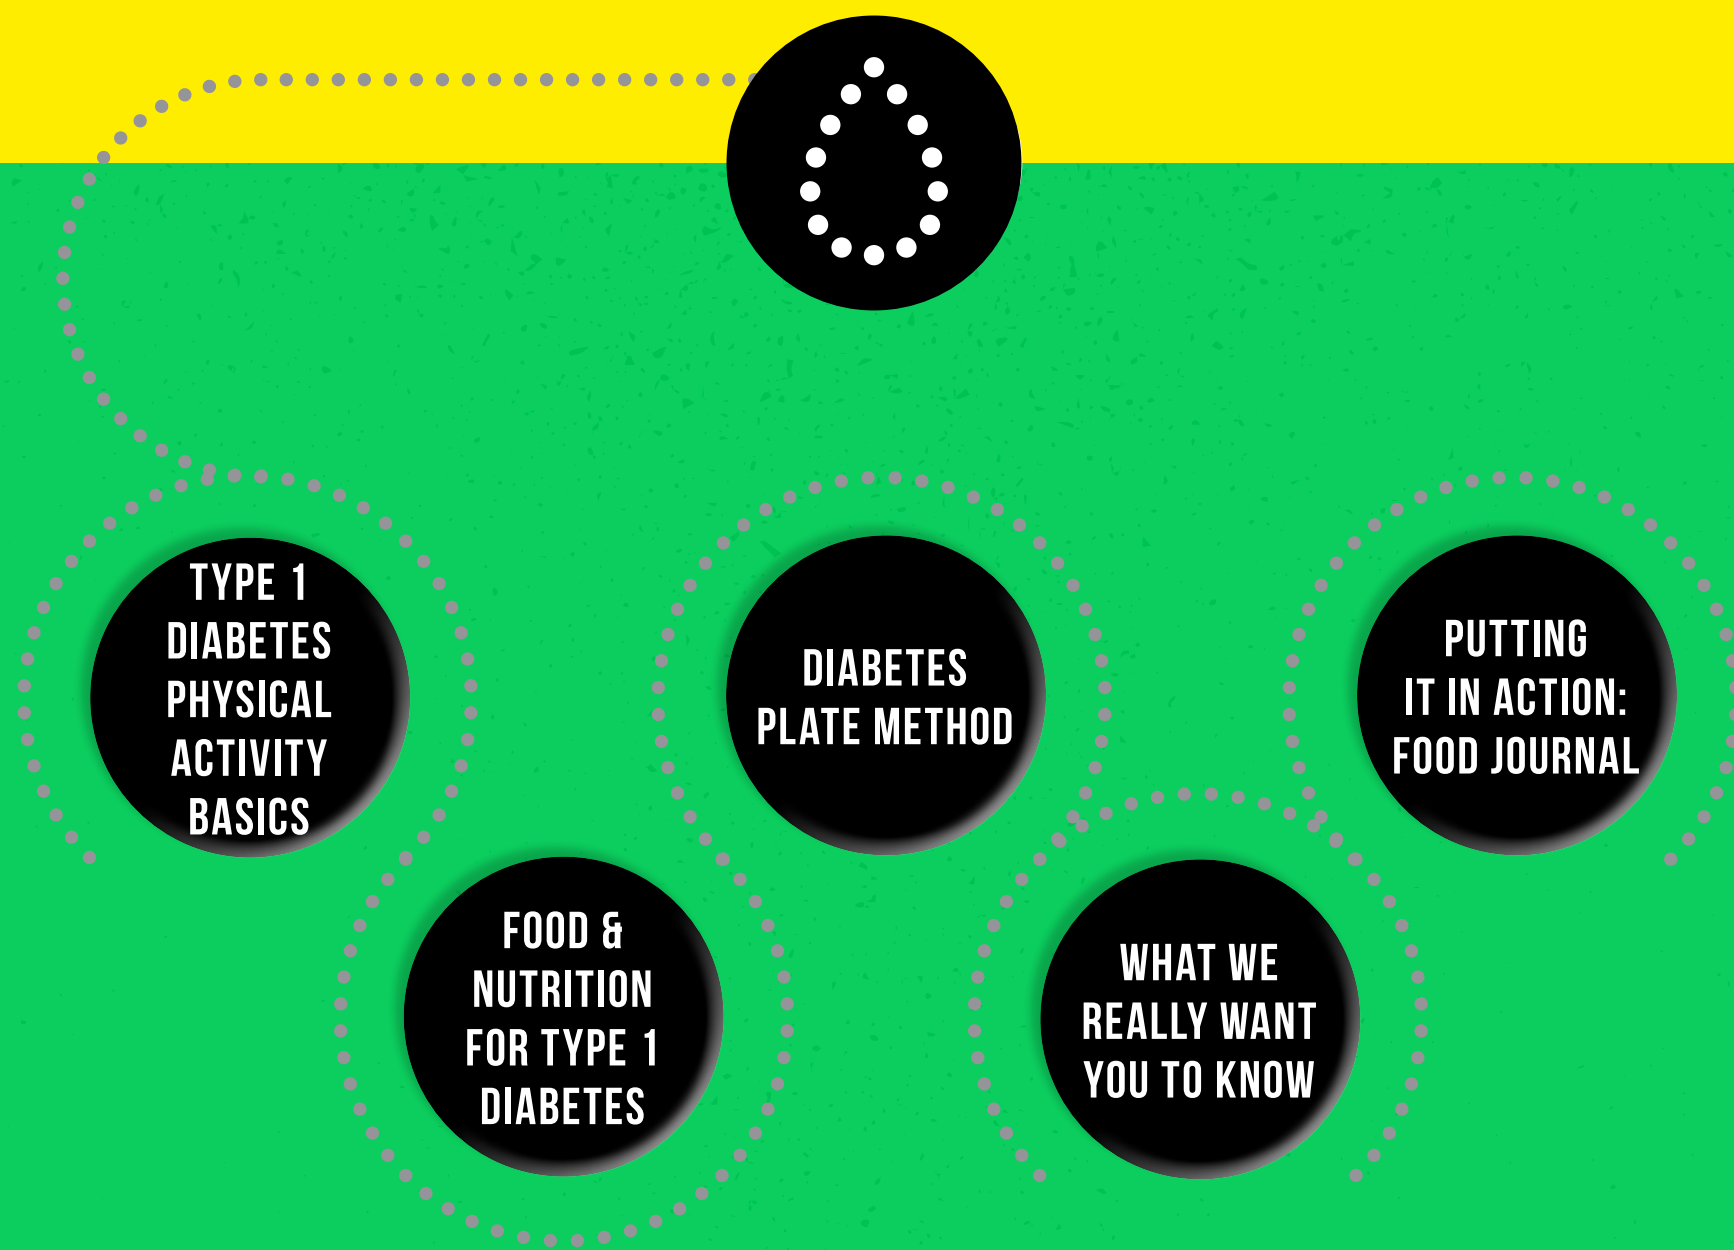 TYPE 1
DIABETES
PHYSICAL
ACTIVITY
BASICS
FOOD &
NUTRITION
FOR TYPE 1
DIABETES
DIABETES
PLATE METHOD
WHAT WE
REALLY WANT
YOU TO KNOW
PUTTING
IT IN ACTION:
FOOD JOURNAL